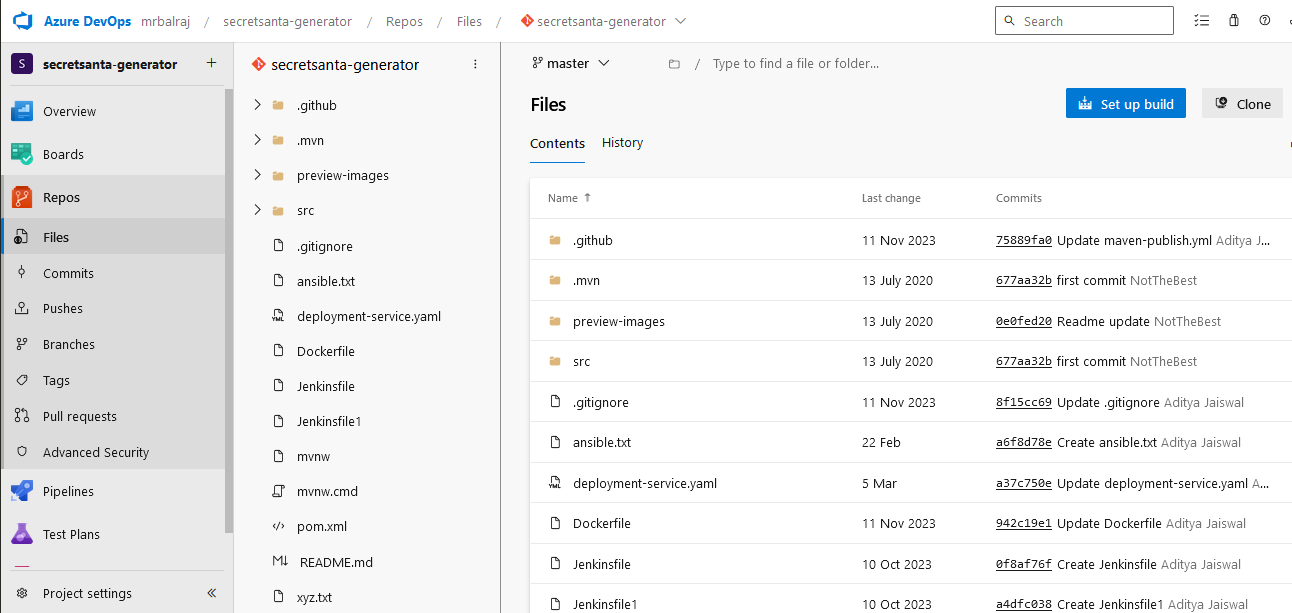 Azure DevOps mrbalraj / secretsanta-generator / Repos / Files / secretsanta-generator Search
S secretsanta-generator +
Overview
Boards
Repos
Files
Commits
Pushes
Branches
Tags
Pull requests
Advanced Security
Pipelines
Test Plans
Project settings
secretsanta-generator
.github
.mvn
preview-images
src
.gitignore
ansible.txt
deployment-service.yaml
Dockerfile
Jenkinsfile
Jenkinsfile1
mvnw
mvnw.cmd
pom.xml
README.md
xyz.txt
master / Type to find a file or folder...
Files Set up build Clone
Contents History
Name ↑ Last change Commits
.github 11 Nov 2023 75889fa0 Update maven-publish.yml Aditya J...
.mvn 13 July 2020 677aa32b first commit NotTheBest
preview-images 13 July 2020 0e0fed20 Readme update NotTheBest
src 13 July 2020 677aa32b first commit NotTheBest
.gitignore 11 Nov 2023 8f15cc69 Update .gitignore Aditya Jaiswal
ansible.txt 22 Feb a6f8d78e Create ansible.txt Aditya Jaiswal
deployment-service.yaml 5 Mar a37c750e Update deployment-service.yaml A...
Dockerfile 11 Nov 2023 942c19e1 Update Dockerfile Aditya Jaiswal
Jenkinsfile 10 Oct 2023 0f8af76f Create Jenkinsfile Aditya Jaiswal
Jenkinsfile1 10 Oct 2023 a4dfc038 Create Jenkinsfile1 Aditya Jaiswal